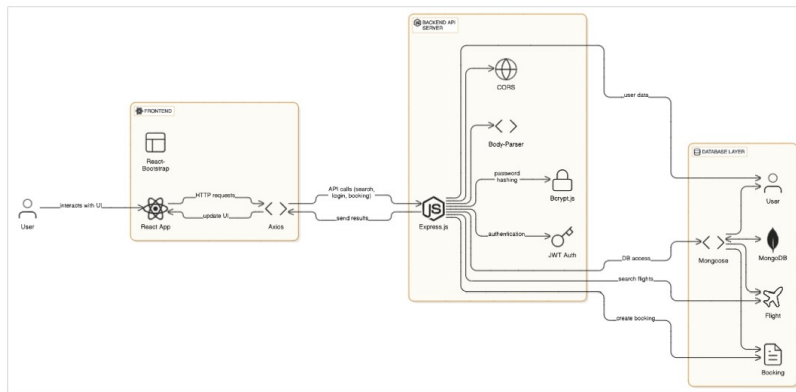 BACKEND API
SERVER
CORS
user data
FRONTEND
Body-Parser
DATABASE LAYER
React-
Bootstrap
password
hashing
Bcrypt.js
User
interacts with UI
User
HTTP requests
React App
update UI
Axios
API calls (search,
login, booking)
send results
JS
Express.js
authentication
JWT Auth
DB access
Mongoose
MongoDB
search flights
Flight
create booking
Booking